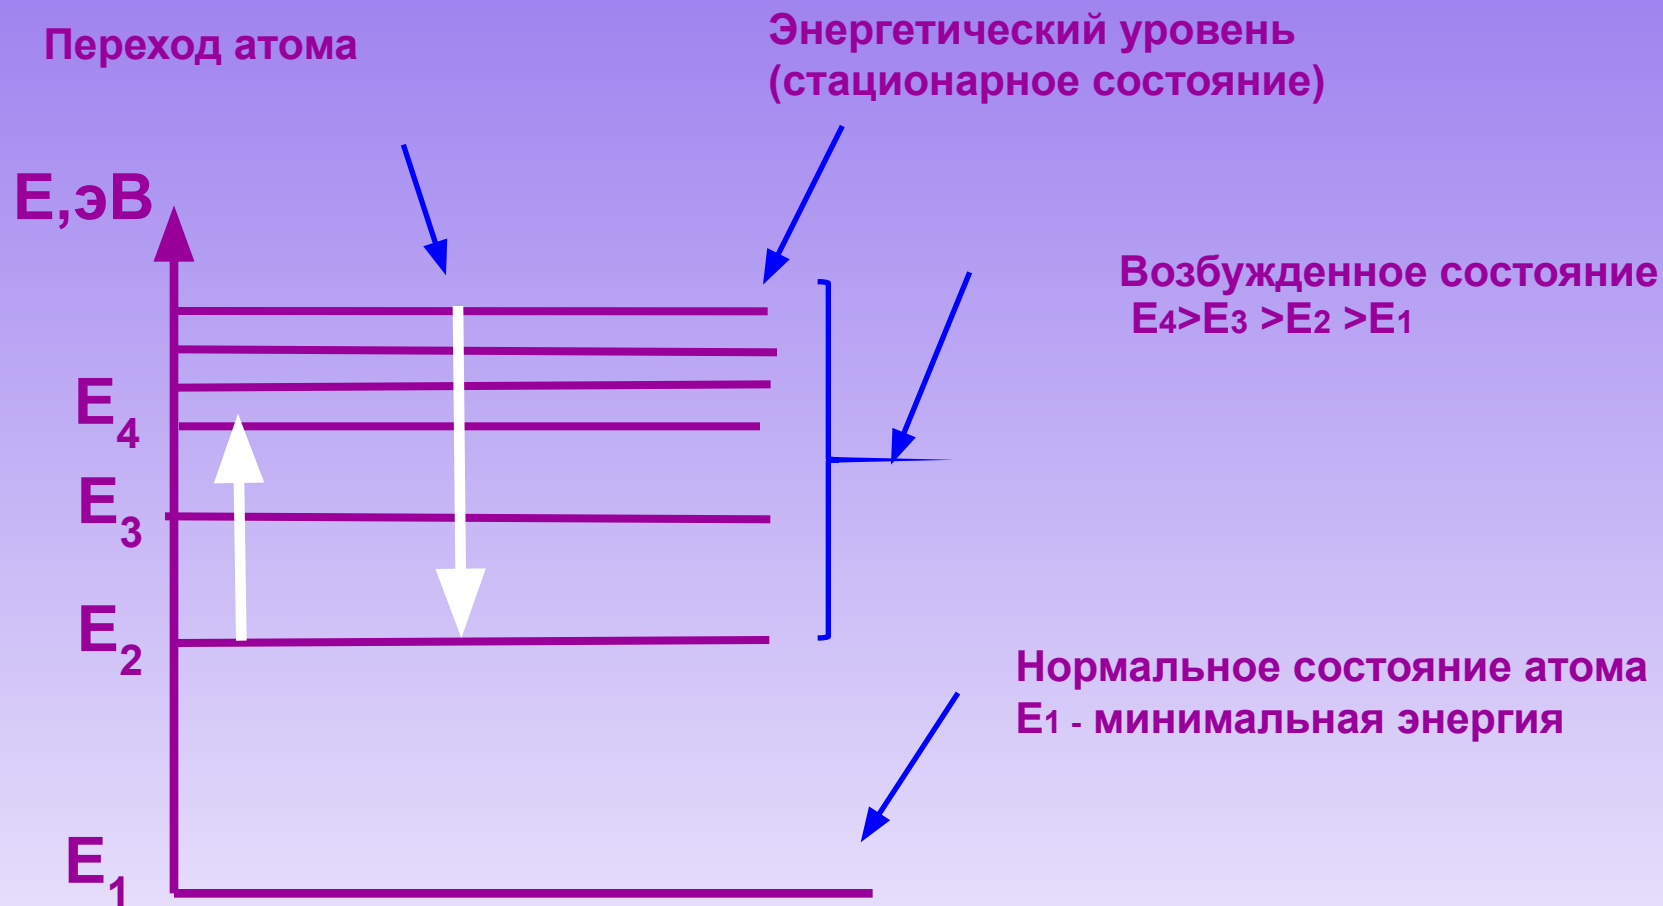 Переход атома
Энергетический уровень
(стационарное состояние)
Е,эВ
Возбужденное состояние
Е4>Е3 >Е2 >Е1
Е4
Е3
Е2
Нормальное состояние атома
Е1 - минимальная энергия
Е1